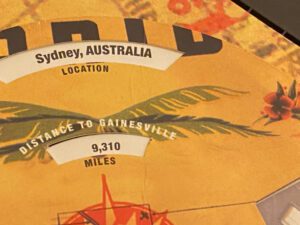 Sydney, AUSTRALIA
LOCATION
DISTANCE TO GAINESVILLE
9,310
MILES